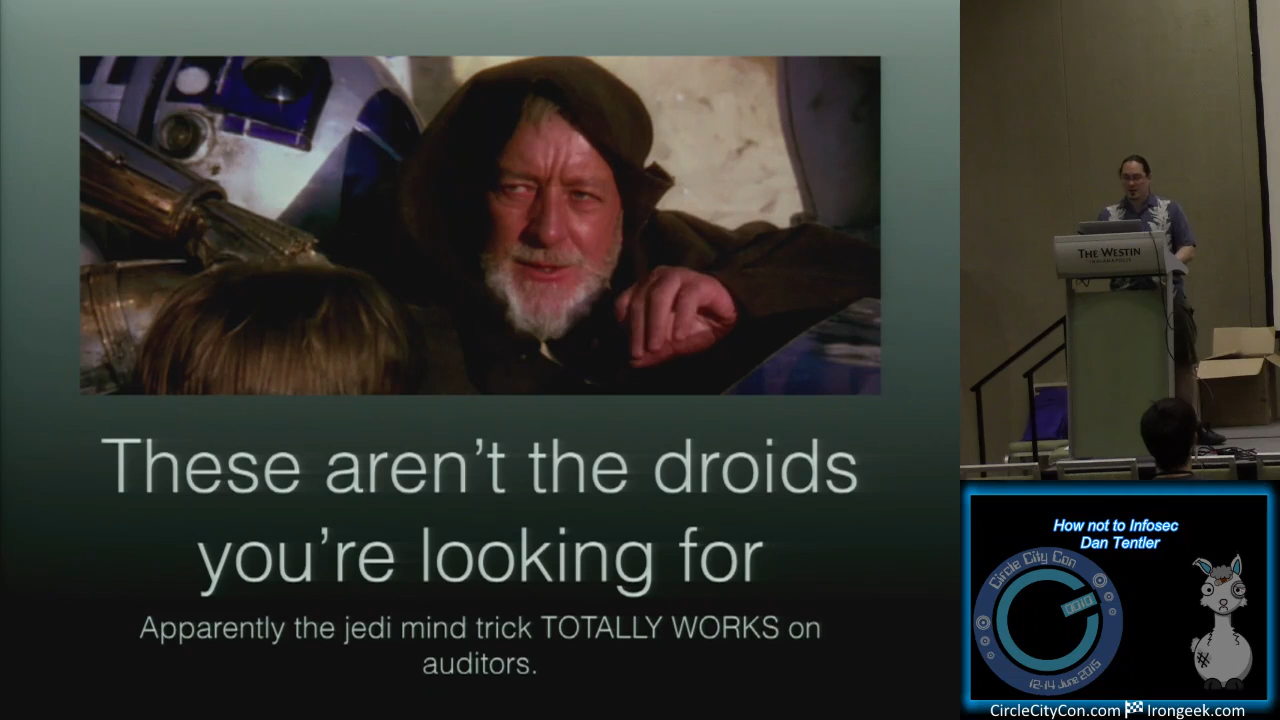 These aren't the droids
you're looking for
Apparently the jedi mind trick TOTALLY WORKS on
auditors.
THE WESTIN
INDIANAPOLIS
How not to Infosec
Dan Tentler
Circle City Con
12-14 June 2015
CircleCityCon.com Irongeek.com